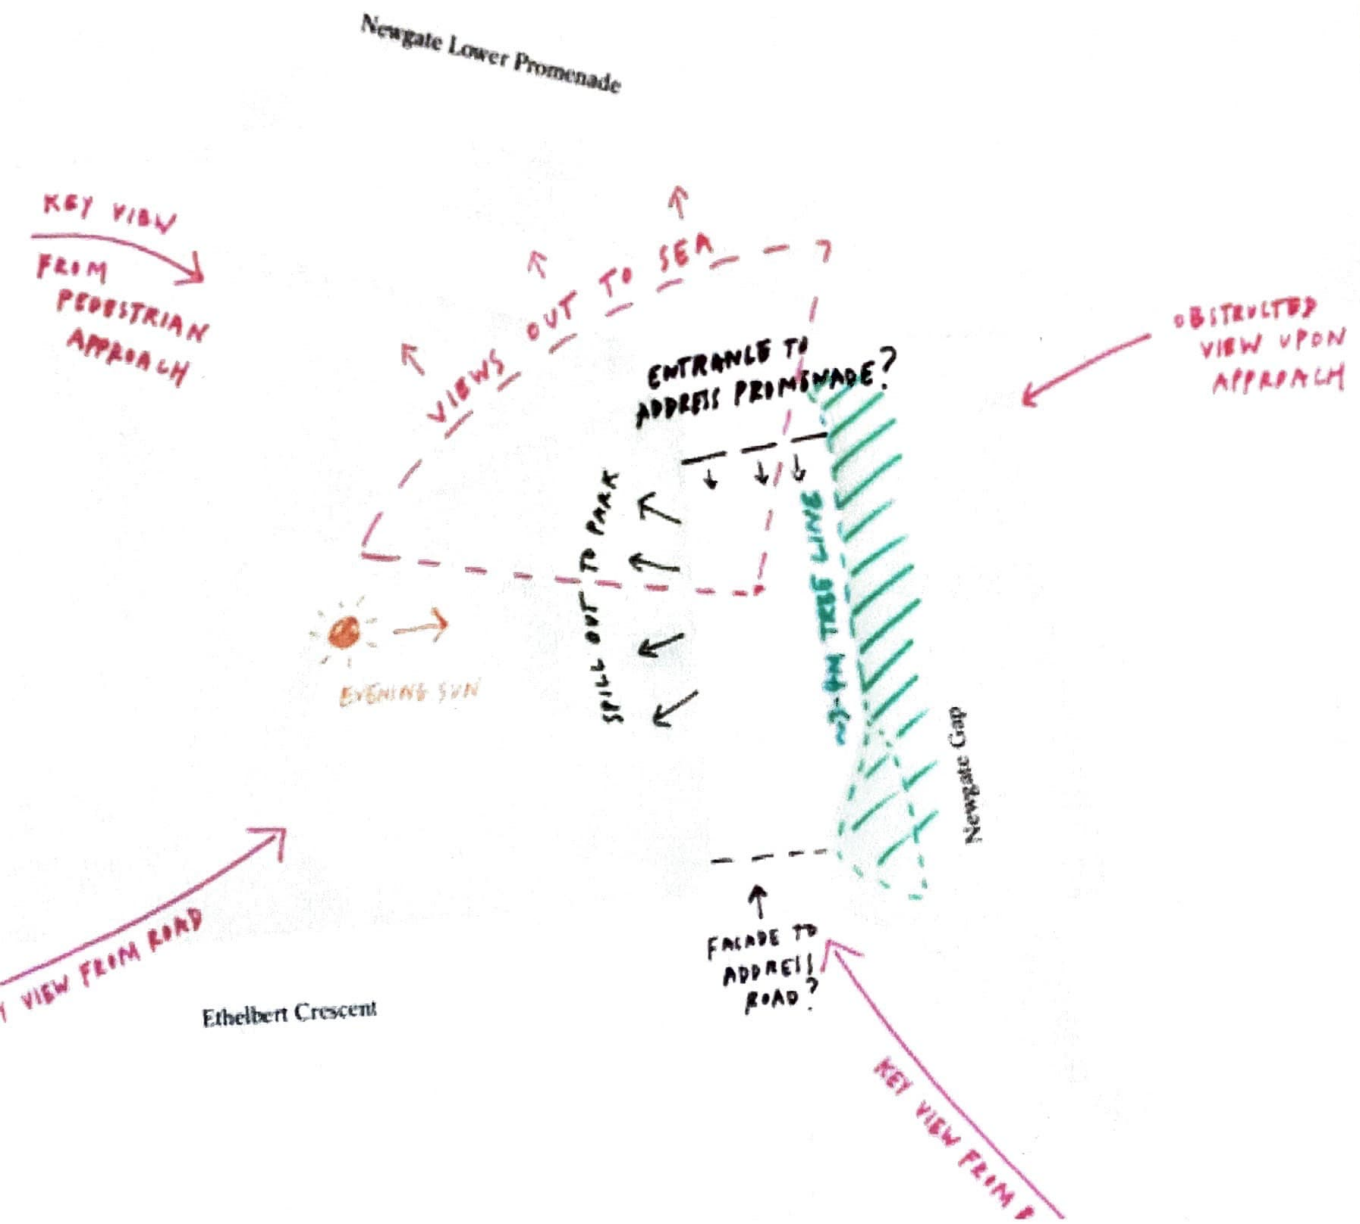 Newgate Lower Promenade
KEY VIEW
FROM
PEDESTRIAN
APPROACH
VIEWS OUT TO SEA
OBSTRUCTED
VIEW UPON
APPROACH
ENTRANCE TO
ADDRESS PROMENADE?
SPILL OUT TO PARK
~3-4M TREE LINE
EVENING SUN
Newgate Gap
VIEW FROM ROAD
Ethelbert Crescent
FACADE TO
ADDRESS
ROAD?
KEY VIEW FROM